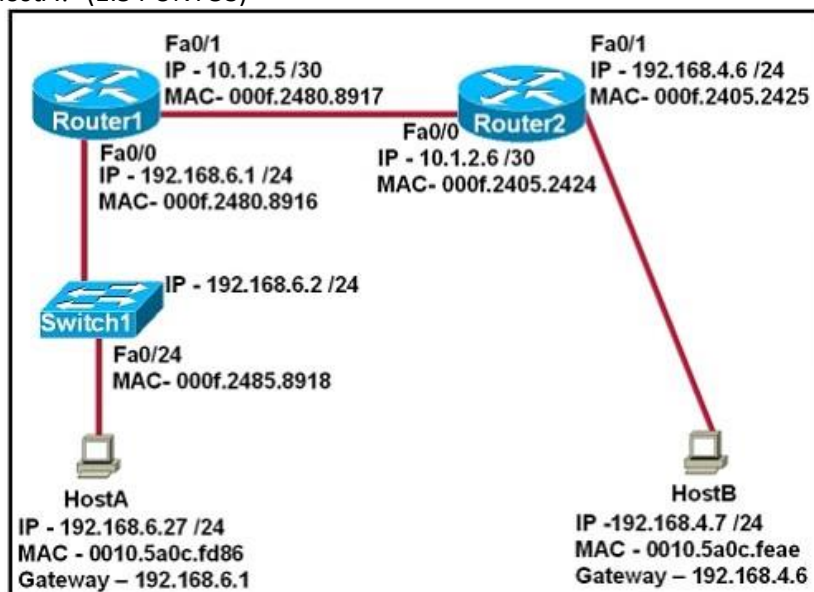 (2.5 PUNTOS)
Fa0/1
IP - 10.1.2.5 /30
MAC- 000f.2480.8917
Router1
Fa0/0
IP - 192.168.6.1 /24
MAC- 000f.2480.8916
Fa0/1
IP - 192.168.4.6 /24
MAC- 000f.2405.2425
Router2
Fa0/0
IP - 10.1.2.6 /30
MAC- 000f.2405.2424
IP - 192.168.6.2 /24
Switch1
Fa0/24
MAC- 000f.2485.8918
HostA
IP - 192.168.6.27 /24
MAC - 0010.5a0c.fd86
Gateway – 192.168.6.1
HostB
IP -192.168.4.7 /24
MAC - 0010.5a0c.feae
Gateway – 192.168.4.6